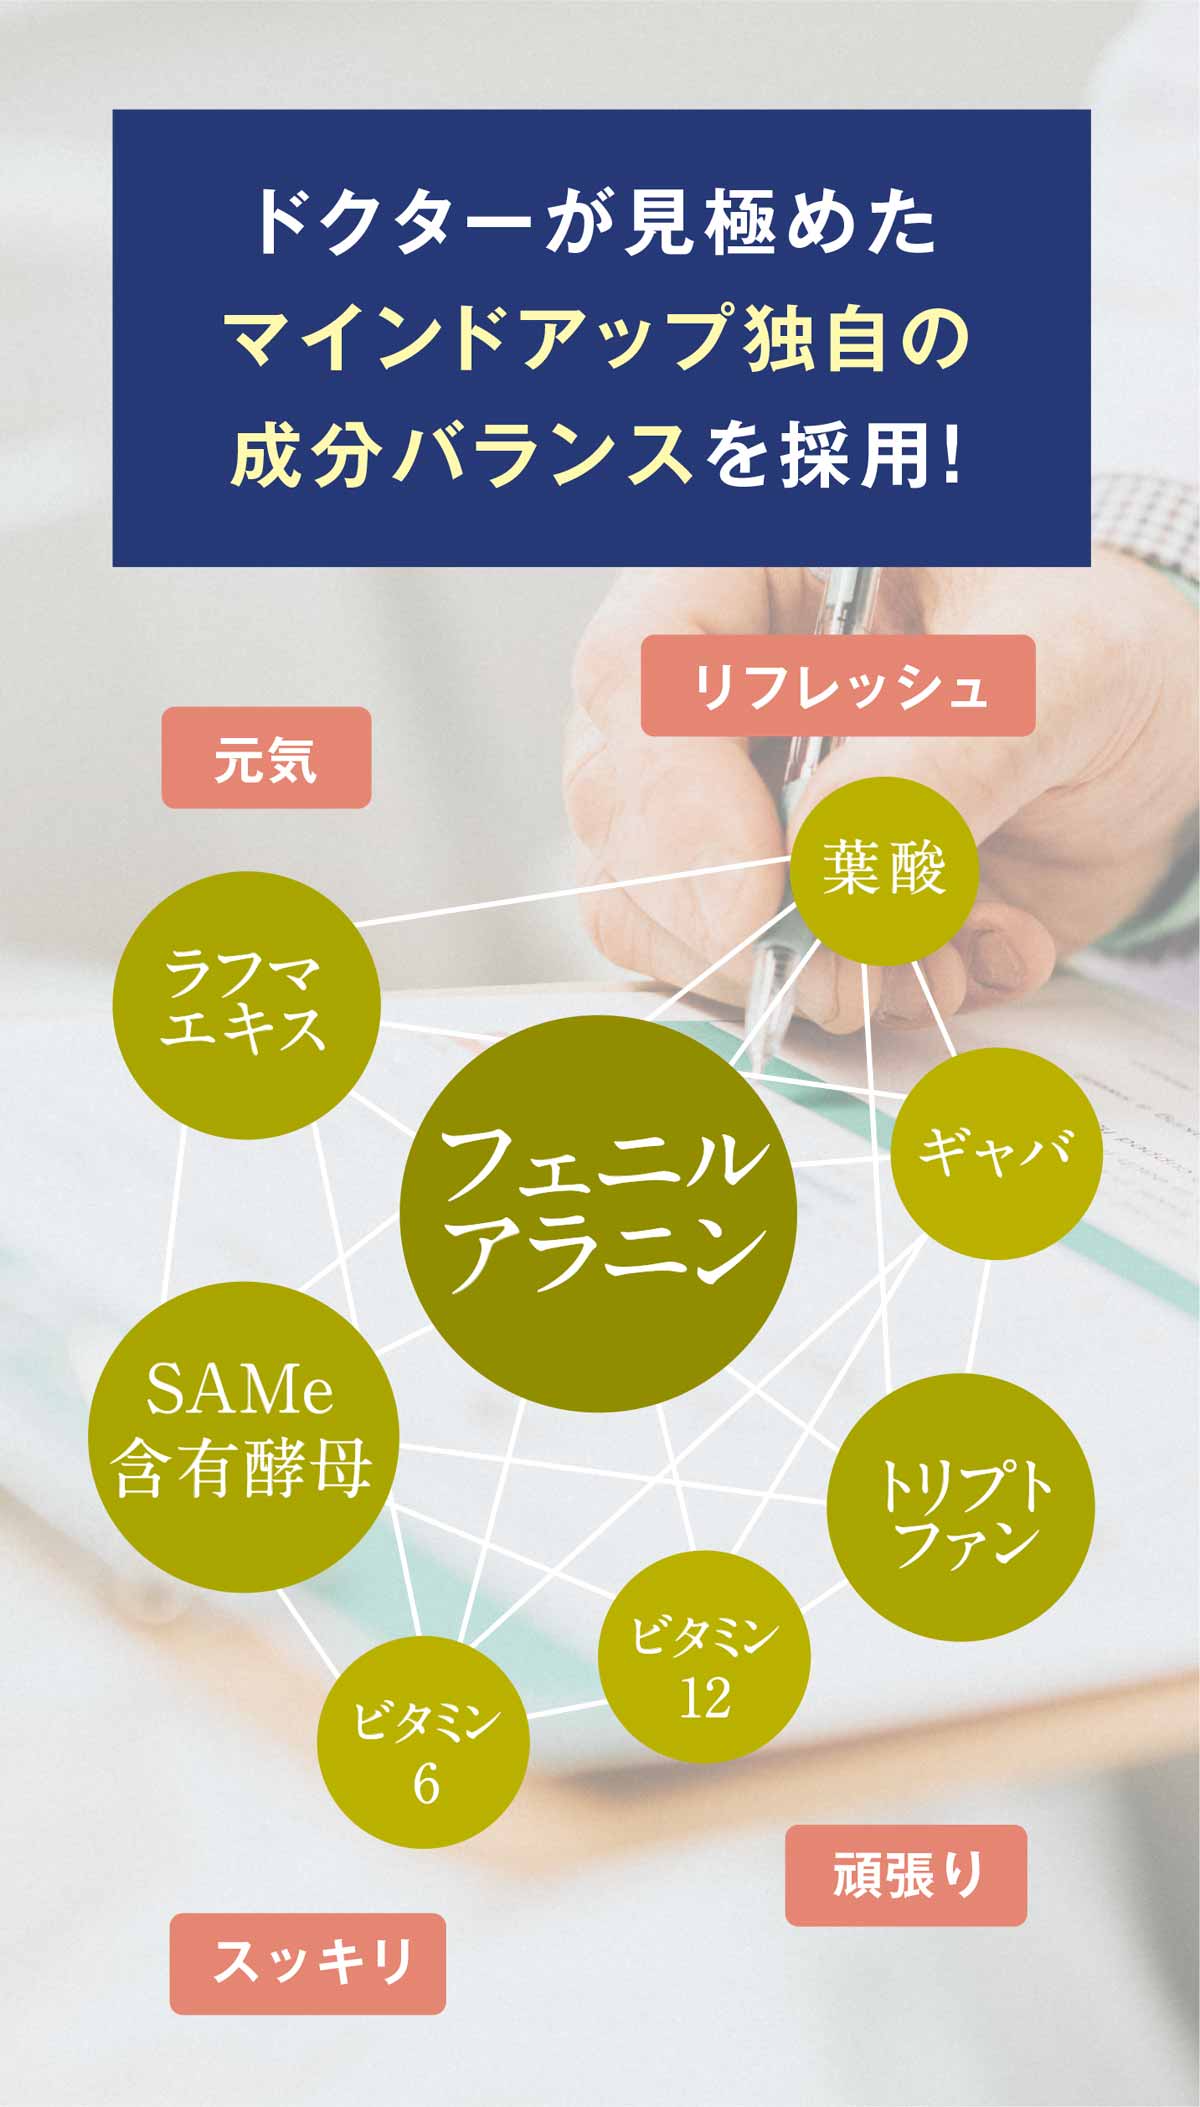 ドクターが見極めた
マインドアップ独自の
成分バランスを採用!
リフレッシュ
元気
葉酸
ラフマ
エキス
フェニル
アラニン
ギャバ
SAMe
含有酵母
トリプト
ファン
ビタミン
12
ビタミン
6
頑張り
スッキリ